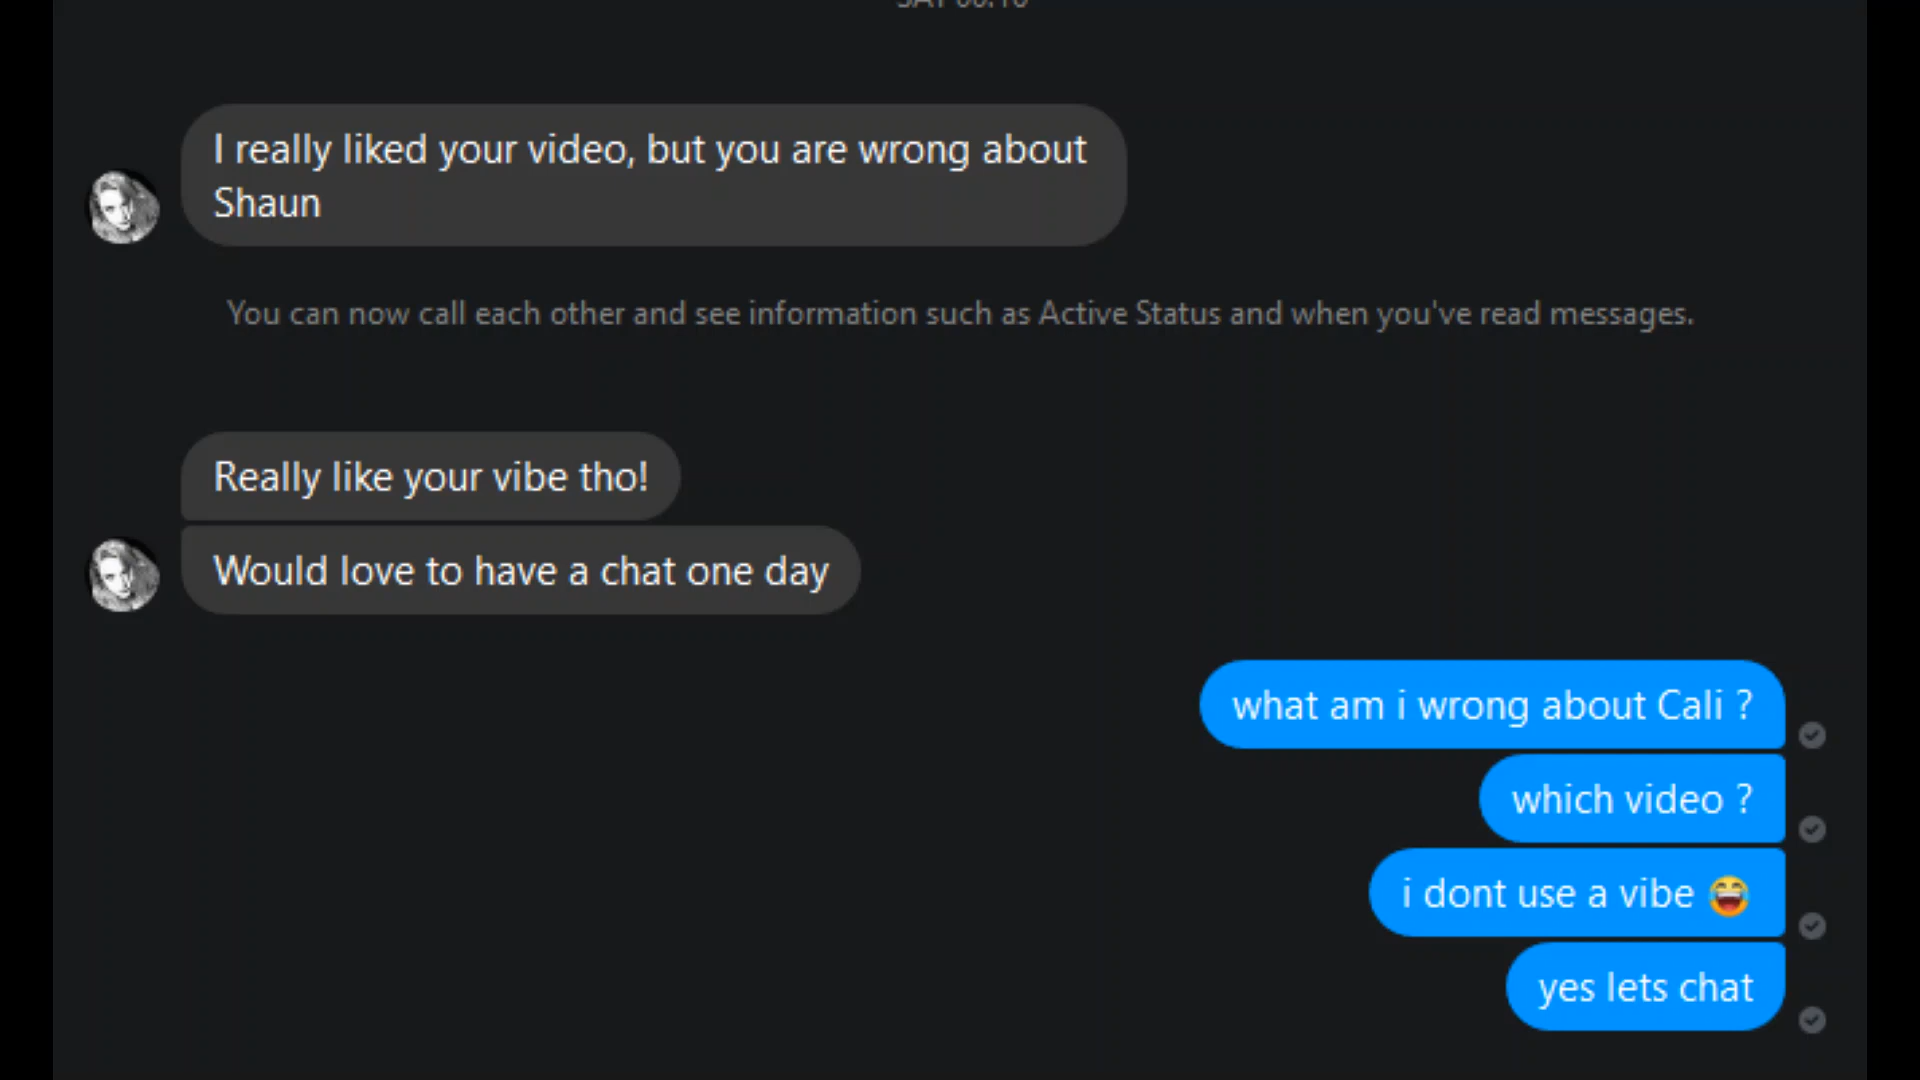 I really liked your video, but you are wrong about
Shaun
You can now call each other and see information such as Active Status and when you've read messages.
Really like your vibe tho!
Would love to have a chat one day
what am i wrong about Cali ?
which video ?
i dont use a vibe 😂
yes lets chat